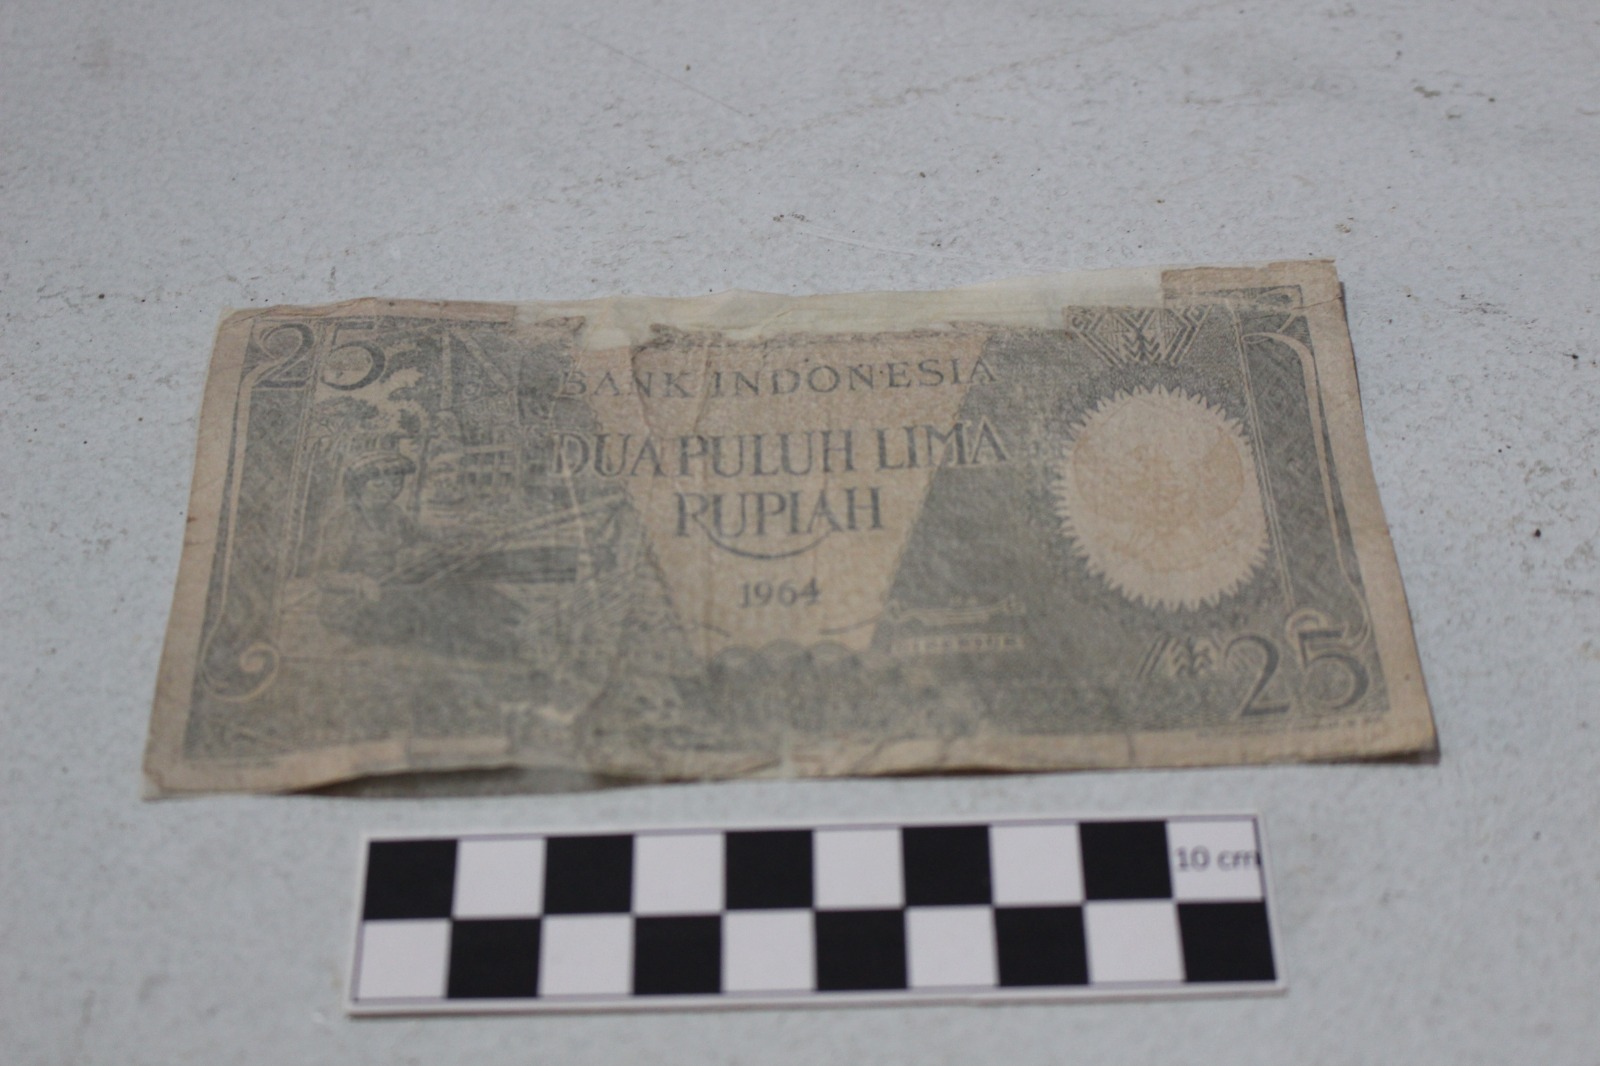 25
BANK INDONESIA
DUA PULUH LIMA
RUPIAH
1964
25
10 cm